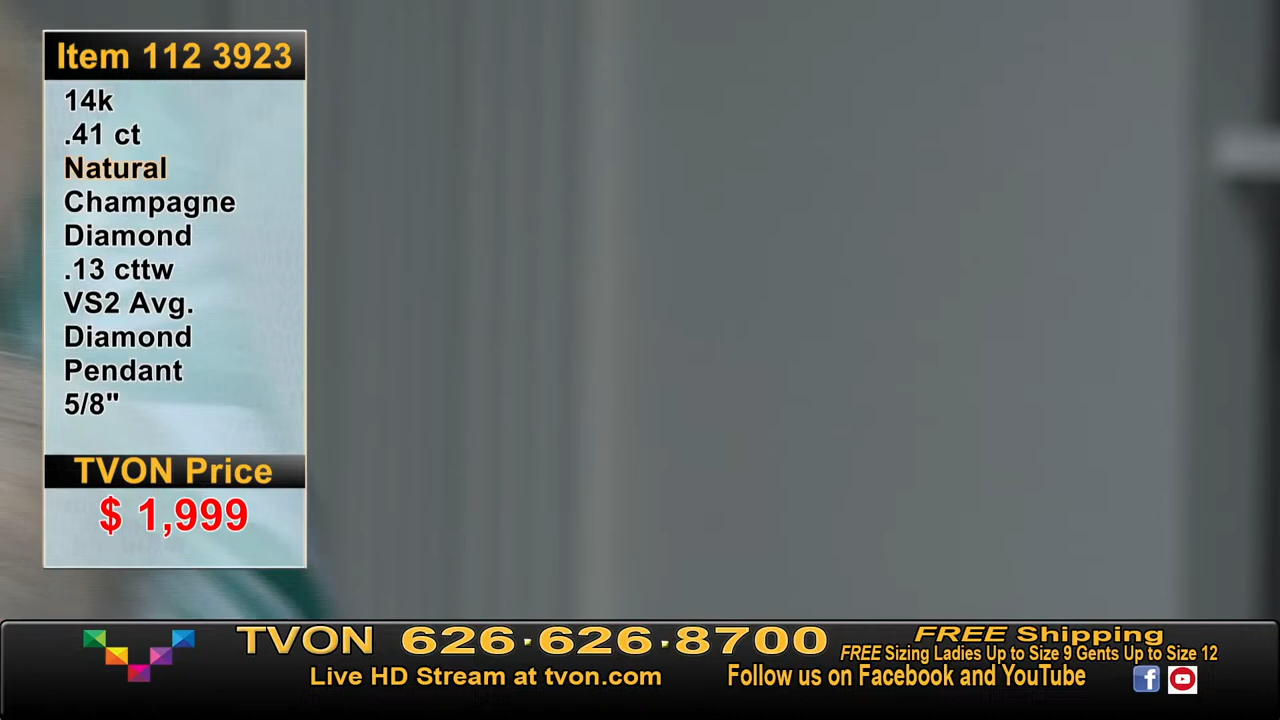 Item 112 3923
14k
.41 ct
Natural
Champagne
Diamond
.13 cttw
VS2 Avg.
Diamond
Pendant
5/8"
TVON Price
$ 1,999
TVON 626·626·8700
Live HD Stream at tvon.com
FREE Shipping
FREE Sizing Ladies Up to Size 9 Gents Up to Size 12
Follow us on Facebook and YouTube
f